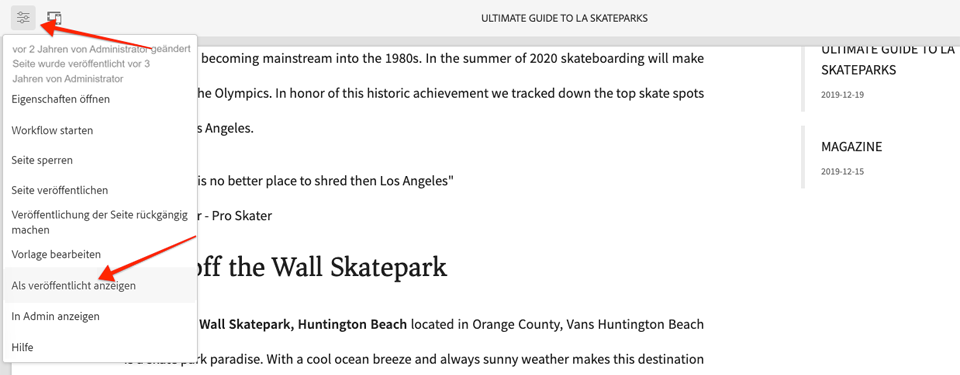 ULTIMATE GUIDE TO LA SKATEPARKS
vor 2 Jahren von Administrator geändert
Seite wurde veröffentlicht vor 3
Jahren von Administrator
Eigenschaften öffnen
Workflow starten
Seite sperren
Seite veröffentlichen
Veröffentlichung der Seite rückgängig
machen
Vorlage bearbeiten
Als veröffentlicht anzeigen
In Admin anzeigen
Hilfe
becoming mainstream into the 1980s. In the summer of 2020 skateboarding will make
the Olympics. In honor of this historic achievement we tracked down the top skate spots
s Angeles.
is no better place to shred then Los Angeles"
r - Pro Skater
off the Wall Skatepark
Wall Skatepark, Huntington Beach located in Orange County, Vans Huntington Beach
is a skate park paradise. With a cool ocean breeze and always sunny weather makes this destination
ULTIMATE GUIDE TO LA
SKATEPARKS
2019-12-19
MAGAZINE
2019-12-15